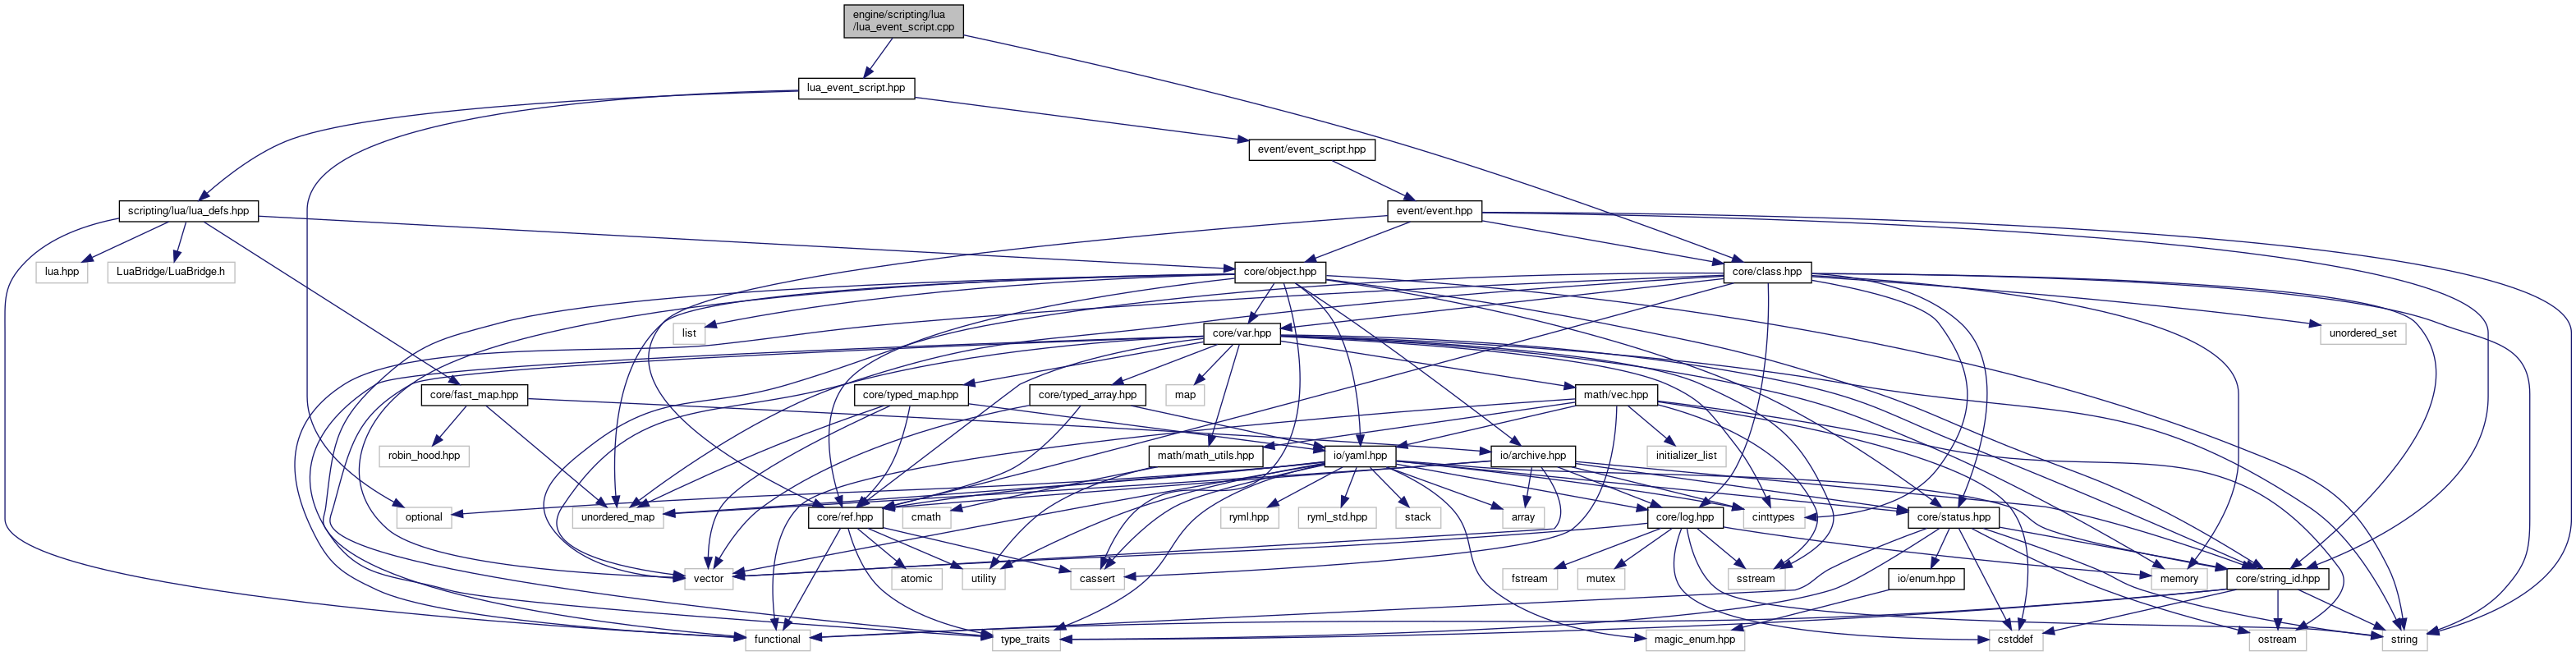 engine/scripting/lua
/lua_event_script.cpp
lua_event_script.hpp
event/event_script.hpp
scripting/lua/lua_defs.hpp
event/event.hpp
lua.hpp
LuaBridge/LuaBridge.h
core/object.hpp
core/class.hpp
list
core/var.hpp
unordered_set
core/fast_map.hpp
core/typed_map.hpp
core/typed_array.hpp
map
math/vec.hpp
robin_hood.hpp
math/math_utils.hpp
io/yaml.hpp
io/archive.hpp
initializer_list
optional
unordered_map
core/ref.hpp
cmath
ryml.hpp
ryml_std.hpp
stack
array
core/log.hpp
cinttypes
core/status.hpp
vector
atomic
utility
cassert
fstream
mutex
sstream
io/enum.hpp
memory
core/string_id.hpp
functional
type_traits
magic_enum.hpp
cstddef
ostream
string